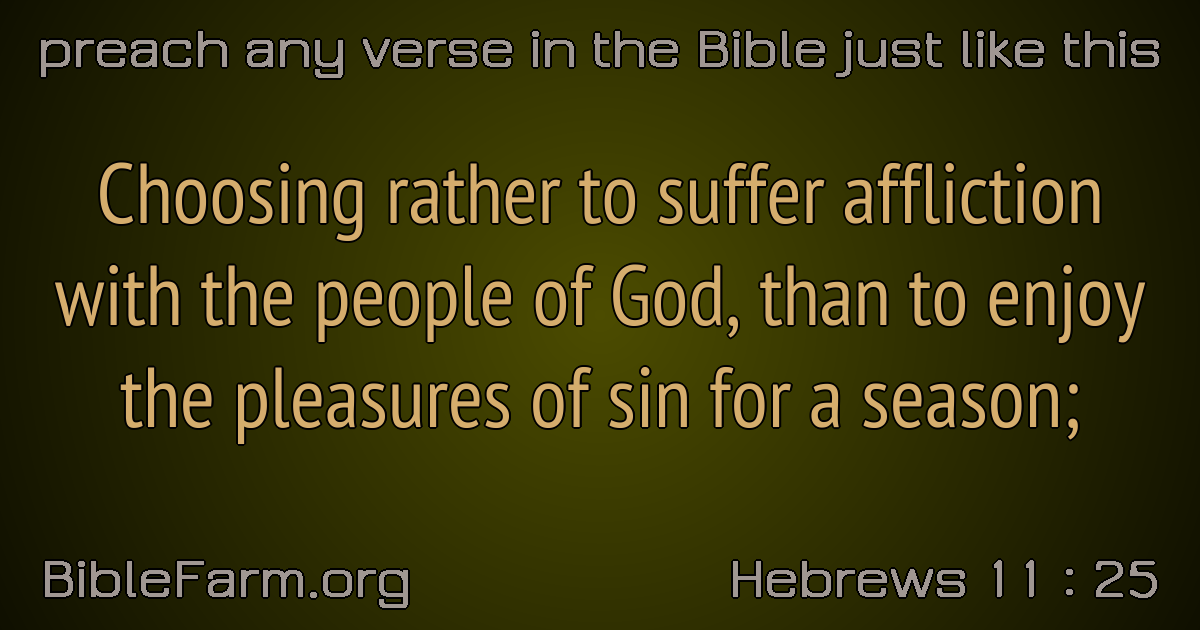 preach any verse in the Bible just like this
Choosing rather to suffer affliction
with the people of God, than to enjoy
the pleasures of sin for a season;
BibleFarm.org
Hebrews 11 : 25